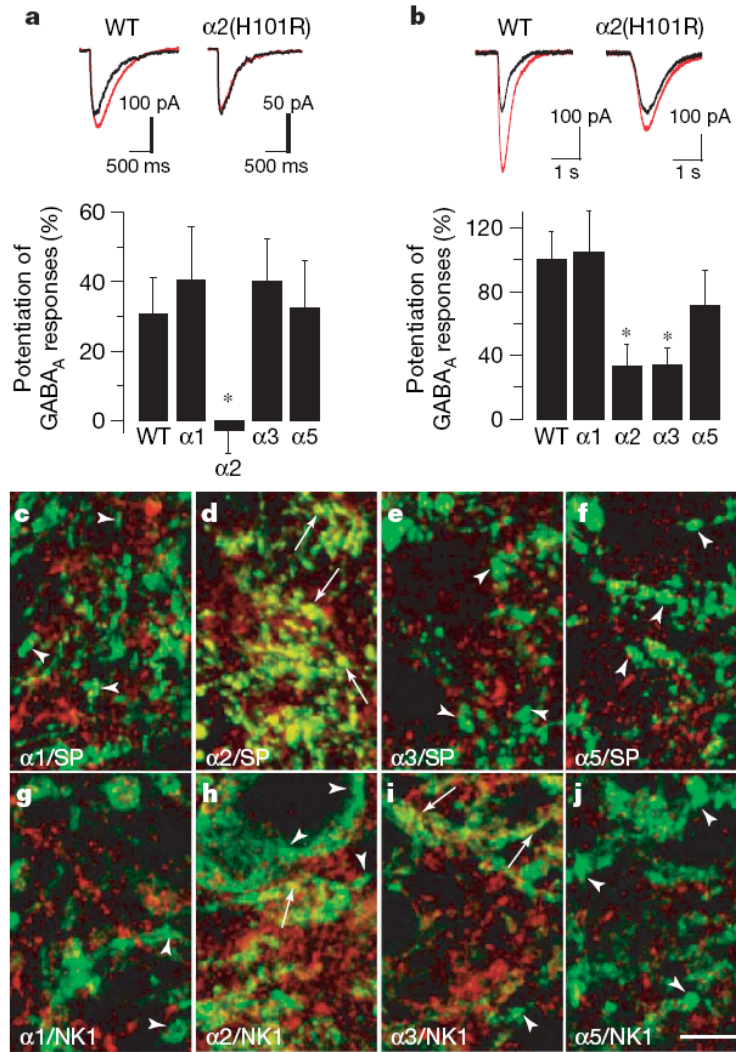 a
WT α2(H101R)
100 pA 50 pA
500 ms 500 ms
Potentiation of
GABAA responses (%)
60
40
20
0
WT α1 α2 α3 α5
*
b
WT α2(H101R)
100 pA 100 pA
1 s 1 s
Potentiation of
GABAA responses (%)
120
80
40
0
* *
WT α1 α2 α3 α5
c
α1/SP
d
α2/SP
e
α3/SP
f
α5/SP
g
α1/NK1
h
α2/NK1
i
α3/NK1
j
α5/NK1